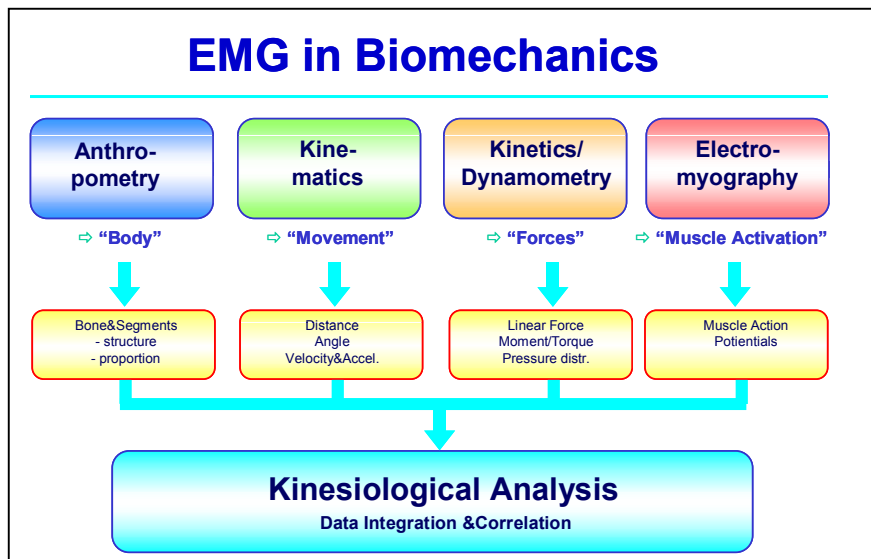 EMG in Biomechanics
Anthro-
pometry
Kine-
matics
Kinetics/
Dynamometry
Electro-
myography
⇨ “Body”
⇨ “Movement”
⇨ “Forces”
⇨ “Muscle Activation”
Bone&Segments
- structure
- proportion
Distance
Angle
Velocity&Accel.
Linear Force
Moment/Torque
Pressure distr.
Muscle Action
Potientials
Kinesiological Analysis
Data Integration &Correlation